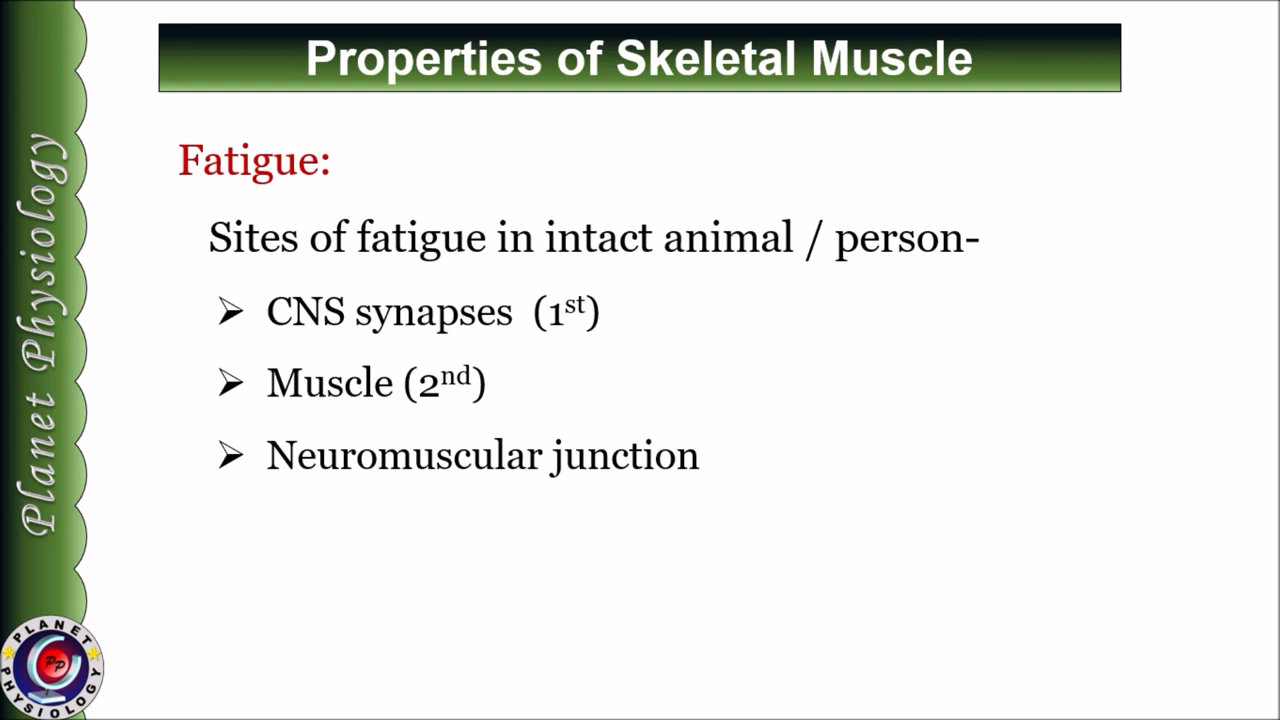 Properties of Skeletal Muscle
Fatigue:
Sites of fatigue in intact animal / person-
➢ CNS synapses (1st)
➢ Muscle (2nd)
➢ Neuromuscular junction
Planet Physiology
PLANET
PP
PHYSIOLOGY